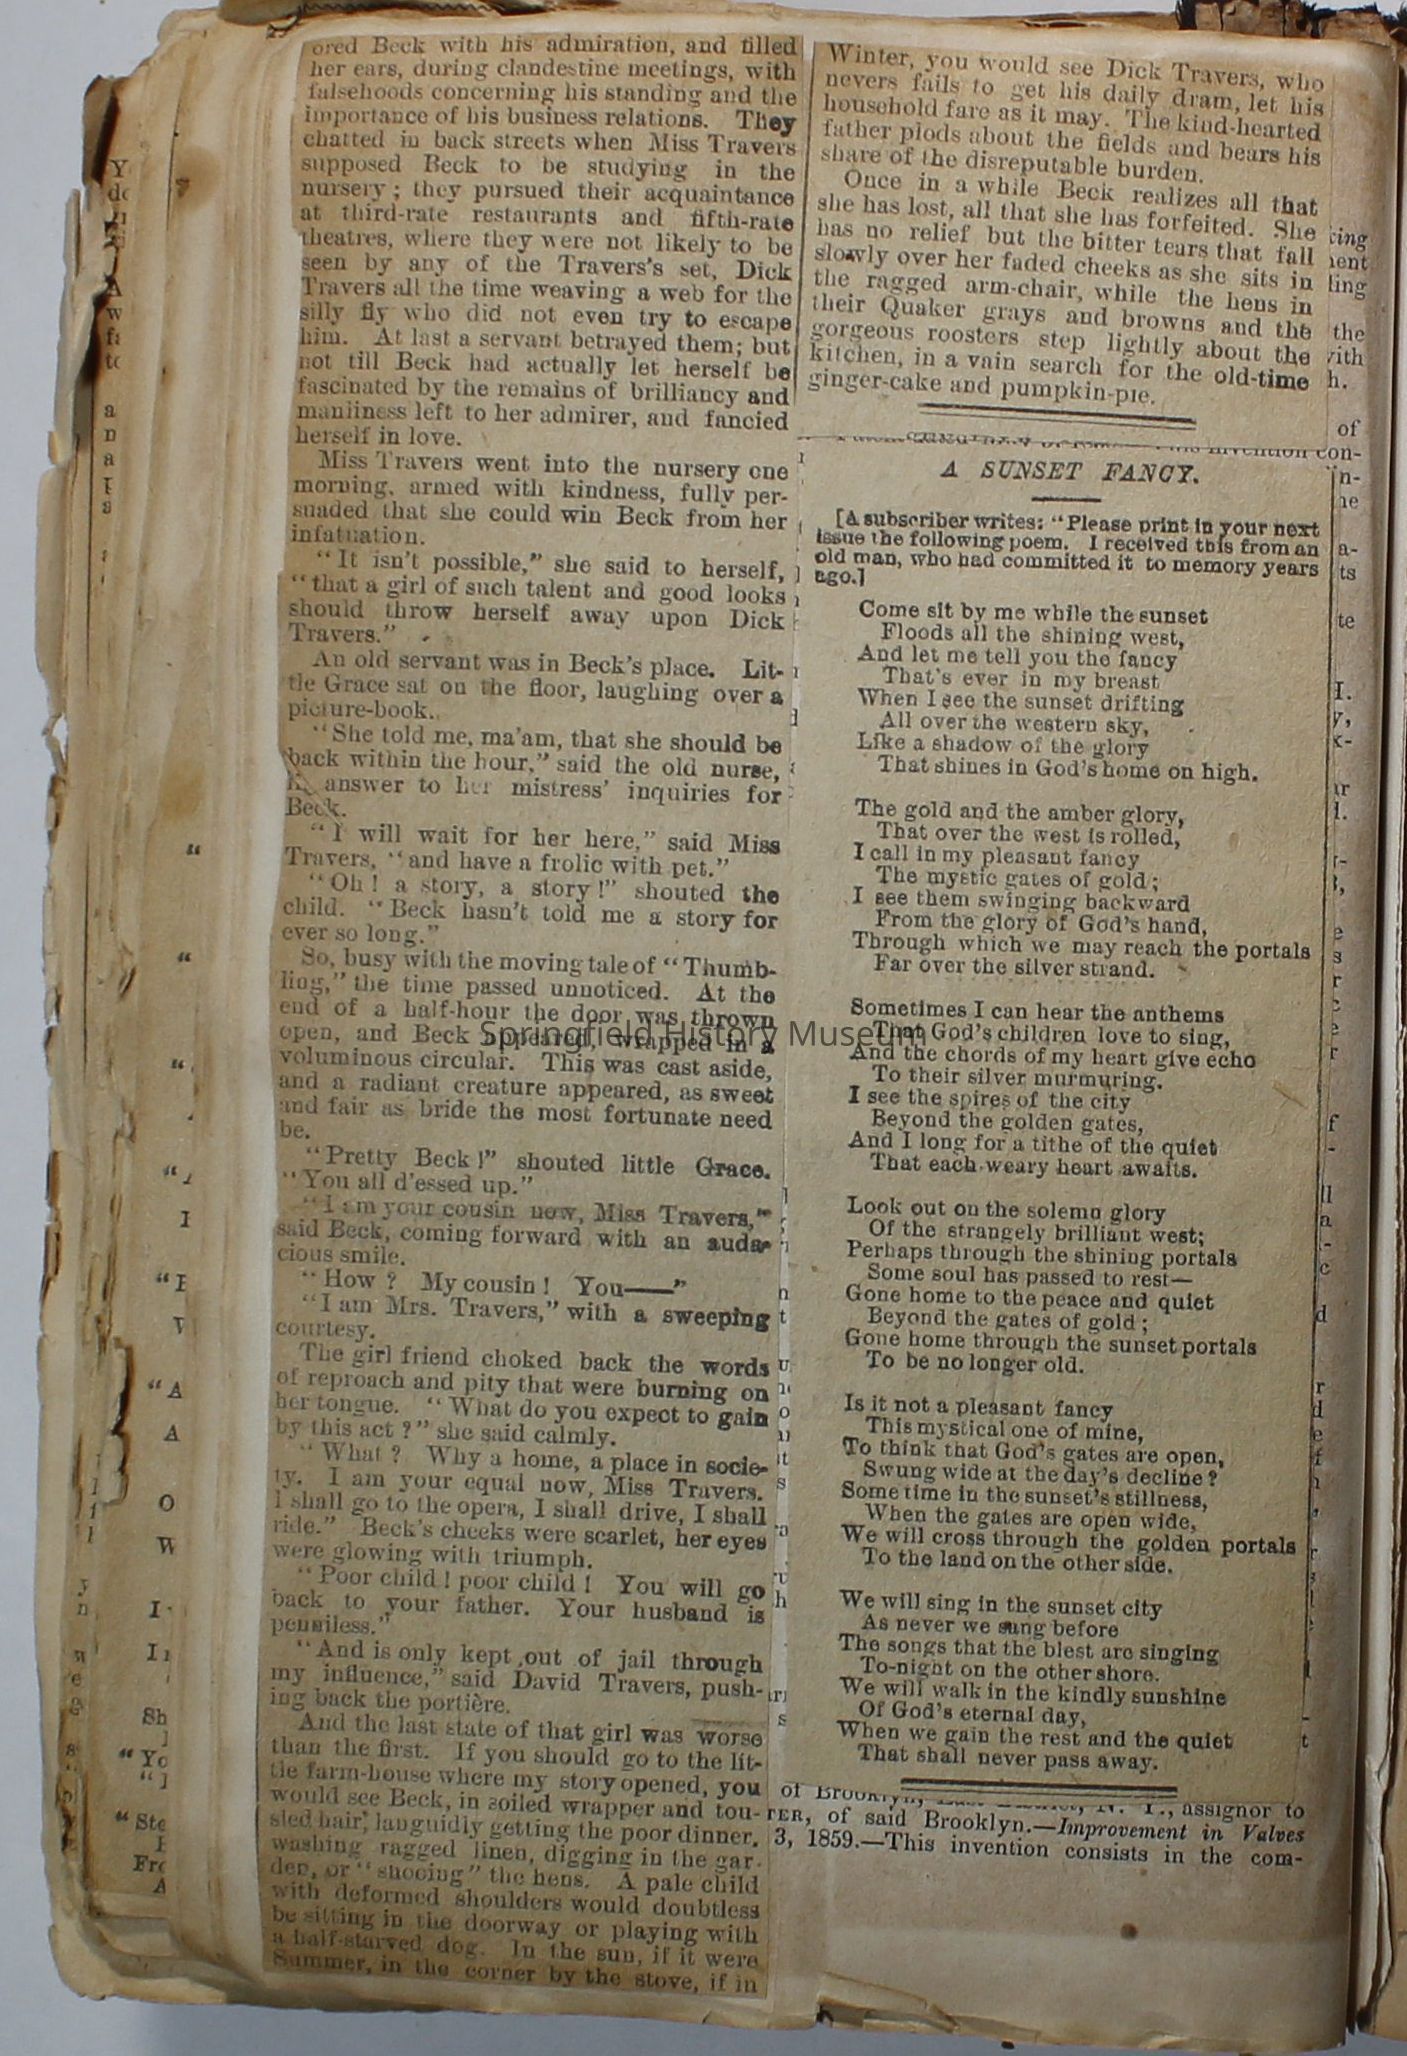 ored Beck with his admiration, and filled
her ears, during clandestine meetings, with
falsehoods concerning his standing and the
importance of his business relations. They
chatted in back streets when Miss Travers
supposed Beck to be studying in the
nursery; they pursued their acquaintance
at third-rate restaurants and fifth-rate
theatres, where they were not likely to be
seen by any of the Travers's set, Dick
Travers all the time weaving a web for the
silly fly who did not even try to escape
him. At last a servant betrayed them; but
not till Beck had actually let herself be
fascinated by the remains of brilliancy and
manliness left to her admirer, and fancied
herself in love.
Miss Travers went into the nursery one
morning, armed with kindness, fully per-
suaded that she could win Beck from her
infatuation.
"It isn't possible," she said to herself,
"that a girl of such talent and good looks
should throw herself away upon Dick
Travers."
An old servant was in Beck's place. Lit-
tle Grace sat on the floor, laughing over a
picture-book.
"She told me, ma'am, that she should be
back within the hour," said the old nurse,
answer to her mistress' inquiries for
Beck.
"I will wait for her here," said Miss
Travers, "and have a frolic with pet."
"Oh! a story, a story!" shouted the
child. "Beck hasn't told me a story for
ever so long."
So, busy with the moving tale of "Thumb-
ling," the time passed unnoticed. At the
end of a half-hour the door was thrown
open, and Beck appeared, wrapped in a
voluminous circular. This was cast aside,
and a radiant creature appeared, as sweet
and fair as bride the most fortunate need
be.
"Pretty Beck!" shouted little Grace.
"You all d'essed up."
"I am your cousin now, Miss Travers,"
said Beck, coming forward with an auda-
cious smile.
"How? My cousin! You——"
"I am Mrs. Travers," with a sweeping
courtesy.
The girl friend choked back the words
of reproach and pity that were burning on
her tongue. "What do you expect to gain
by this act?" she said calmly.
"What? Why a home, a place in socie-
ty. I am your equal now, Miss Travers.
I shall go to the opera, I shall drive, I shall
ride." Beck's cheeks were scarlet, her eyes
were glowing with triumph.
"Poor child! poor child! You will go
back to your father. Your husband is
penniless."
"And is only kept out of jail through
my influence," said David Travers, push-
ing back the portière.
And the last state of that girl was worse
than the first. If you should go to the lit-
tle farm-house where my story opened, you
would see Beck, in soiled wrapper and tou-
sled hair, languidly getting the poor dinner,
washing ragged linen, digging in the gar-
den, or "shooing" the hens. A pale child
with deformed shoulders would doubtless
be sitting in the doorway or playing with
a half-starved dog. In the sun, if it were
Summer, in the corner by the stove, if in
Winter, you would see Dick Travers, who
nevers fails to get his daily dram, let his
household fare as it may. The kind-hearted
father plods about the fields and bears his
share of the disreputable burden.
Once in a while Beck realizes all that
she has lost, all that she has forfeited. She
has no relief but the bitter tears that fall
slowly over her faded cheeks as she sits in
the ragged arm-chair, while the hens in
their Quaker grays and browns and the
gorgeous roosters step lightly about the
kitchen, in a vain search for the old-time
ginger-cake and pumpkin-pie.
A SUNSET FANCY.
[A subscriber writes: "Please print in your next
issue the following poem. I received this from an
old man, who had committed it to memory years
ago.]
Come sit by me while the sunset
Floods all the shining west,
And let me tell you the fancy
That's ever in my breast
When I see the sunset drifting
All over the western sky,
Like a shadow of the glory
That shines in God's home on high.
The gold and the amber glory,
That over the west is rolled,
I call in my pleasant fancy
The mystic gates of gold;
I see them swinging backward
From the glory of God's hand,
Through which we may reach the portals
Far over the silver strand.
Sometimes I can hear the anthems
That God's children love to sing,
And the chords of my heart give echo
To their silver murmuring.
I see the spires of the city
Beyond the golden gates,
And I long for a tithe of the quiet
That each weary heart awaits.
Look out on the solemn glory
Of the strangely brilliant west;
Perhaps through the shining portals
Some soul has passed to rest—
Gone home to the peace and quiet
Beyond the gates of gold;
Gone home through the sunset portals
To be no longer old.
Is it not a pleasant fancy
This mystical one of mine,
To think that God's gates are open,
Swung wide at the day's decline?
Some time in the sunset's stillness,
When the gates are open wide,
We will cross through the golden portals
To the land on the other side.
We will sing in the sunset city
As never we sung before
The songs that the blest are singing
To-night on the other shore.
We will walk in the kindly sunshine
Of God's eternal day,
When we gain the rest and the quiet
That shall never pass away.
of Brooklyn, N. Y., assignor to
of said Brooklyn.—Improvement in Valves
3, 1859.—This invention consists in the com-
Springfield History Museum